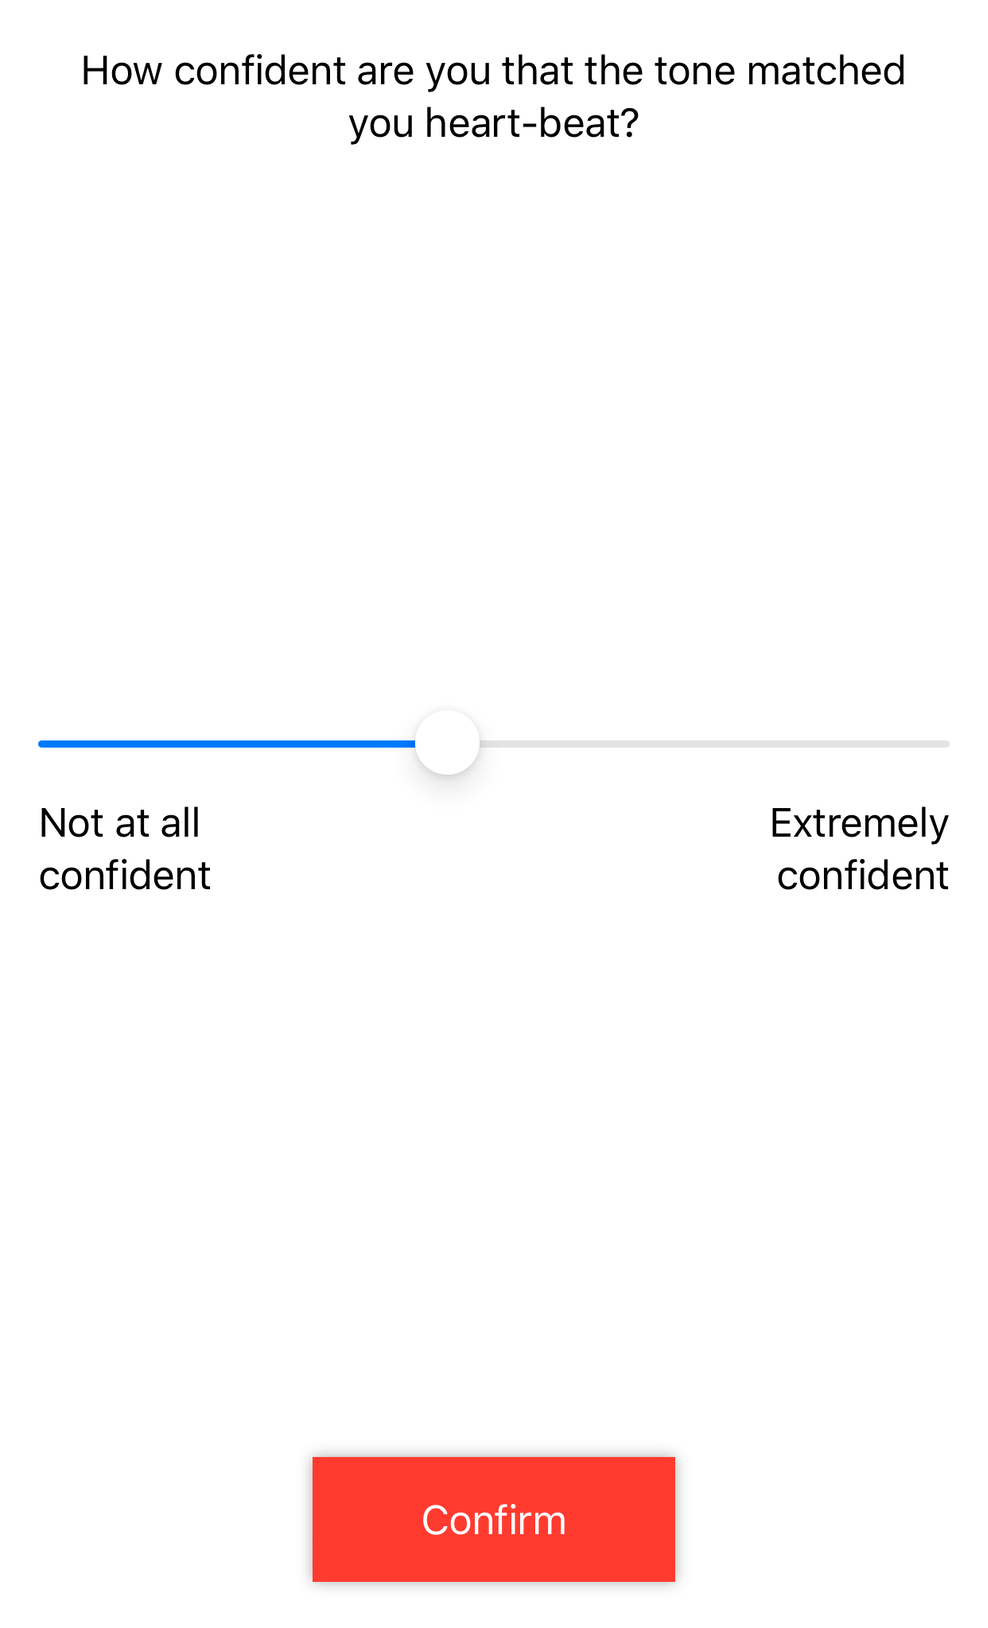 How confident are you that the tone matched
you heart-beat?
Not at all
confident
Extremely
confident
Confirm